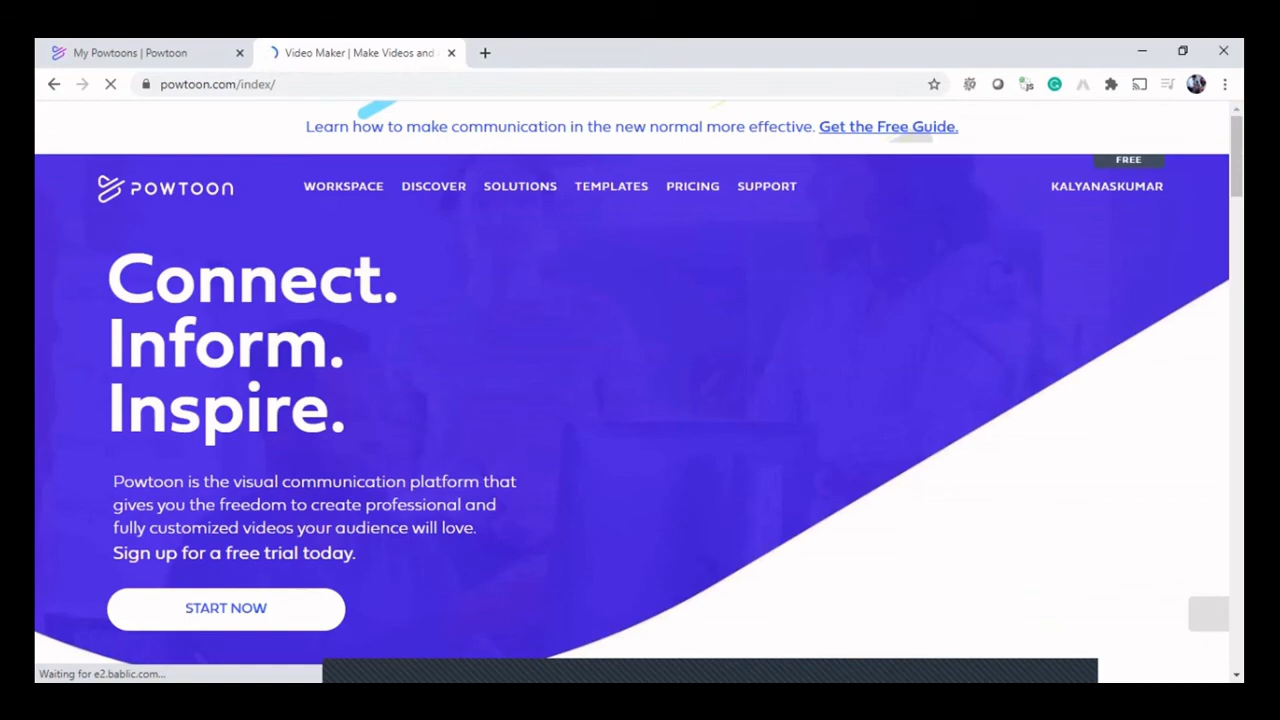 My Powtoons | Powtoon
Video Maker | Make Videos and
powtoon.com/index/
Learn how to make communication in the new normal more effective. Get the Free Guide.
FREE
POWTOON
WORKSPACE DISCOVER SOLUTIONS TEMPLATES PRICING SUPPORT KALYANASKUMAR
Connect.
Inform.
Inspire.
Powtoon is the visual communication platform that
gives you the freedom to create professional and
fully customized videos your audience will love.
Sign up for a free trial today.
START NOW
Waiting for e2.bablic.com...